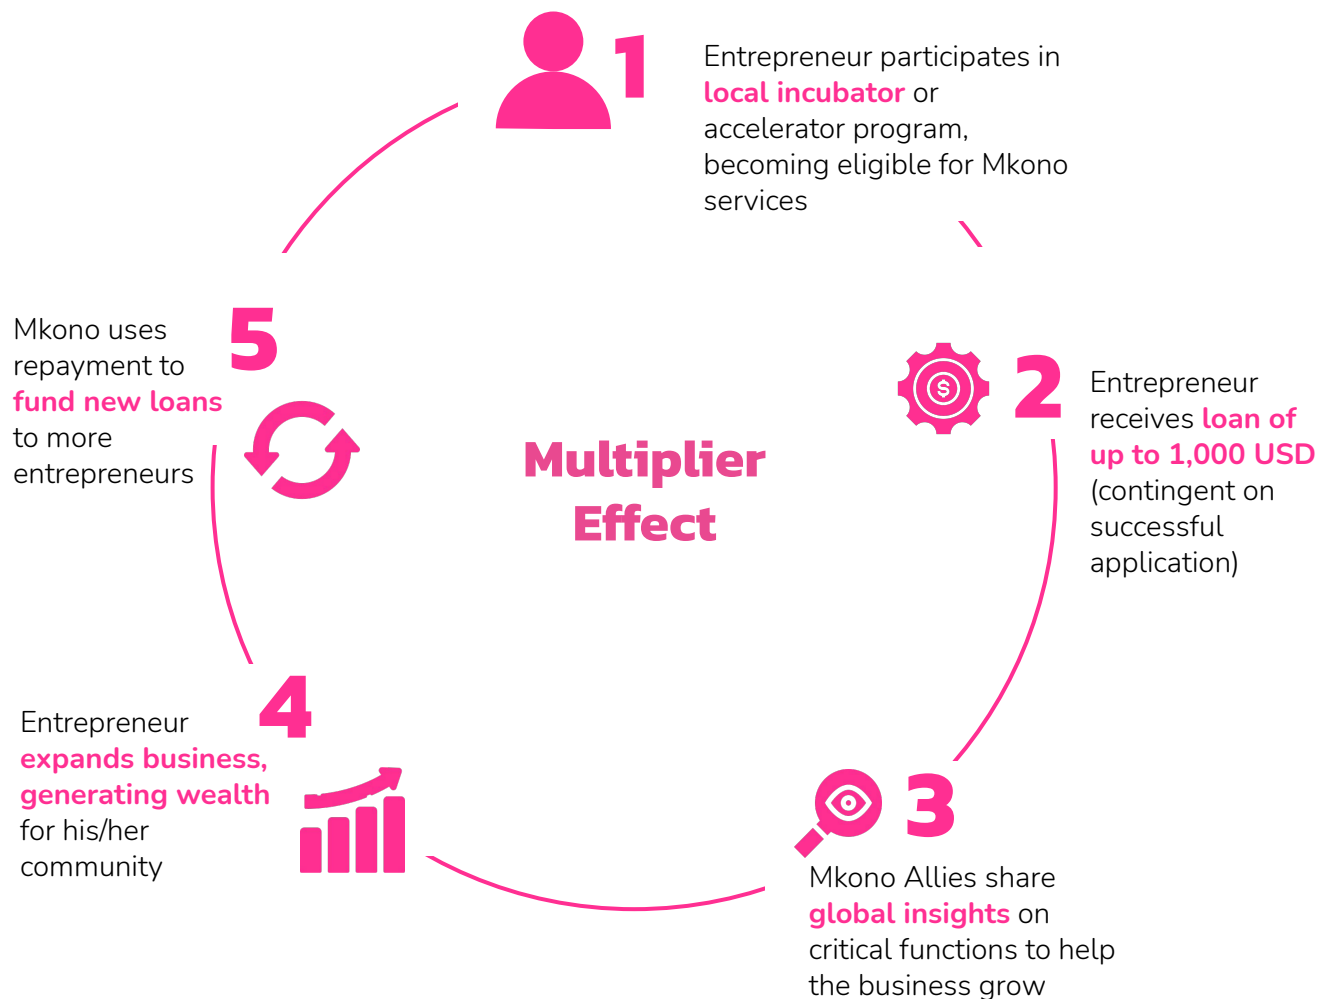 1
Entrepreneur participates in
local incubator or
accelerator program,
becoming eligible for Mkono
services
2
Entrepreneur
receives loan of
up to 1,000 USD
(contingent on
successful
application)
$
3
Mkono Allies share
global insights on
critical functions to help
the business grow
4
Entrepreneur
expands business,
generating wealth
for his/her
community
5
Mkono uses
repayment to
fund new loans
to more
entrepreneurs
Multiplier
Effect